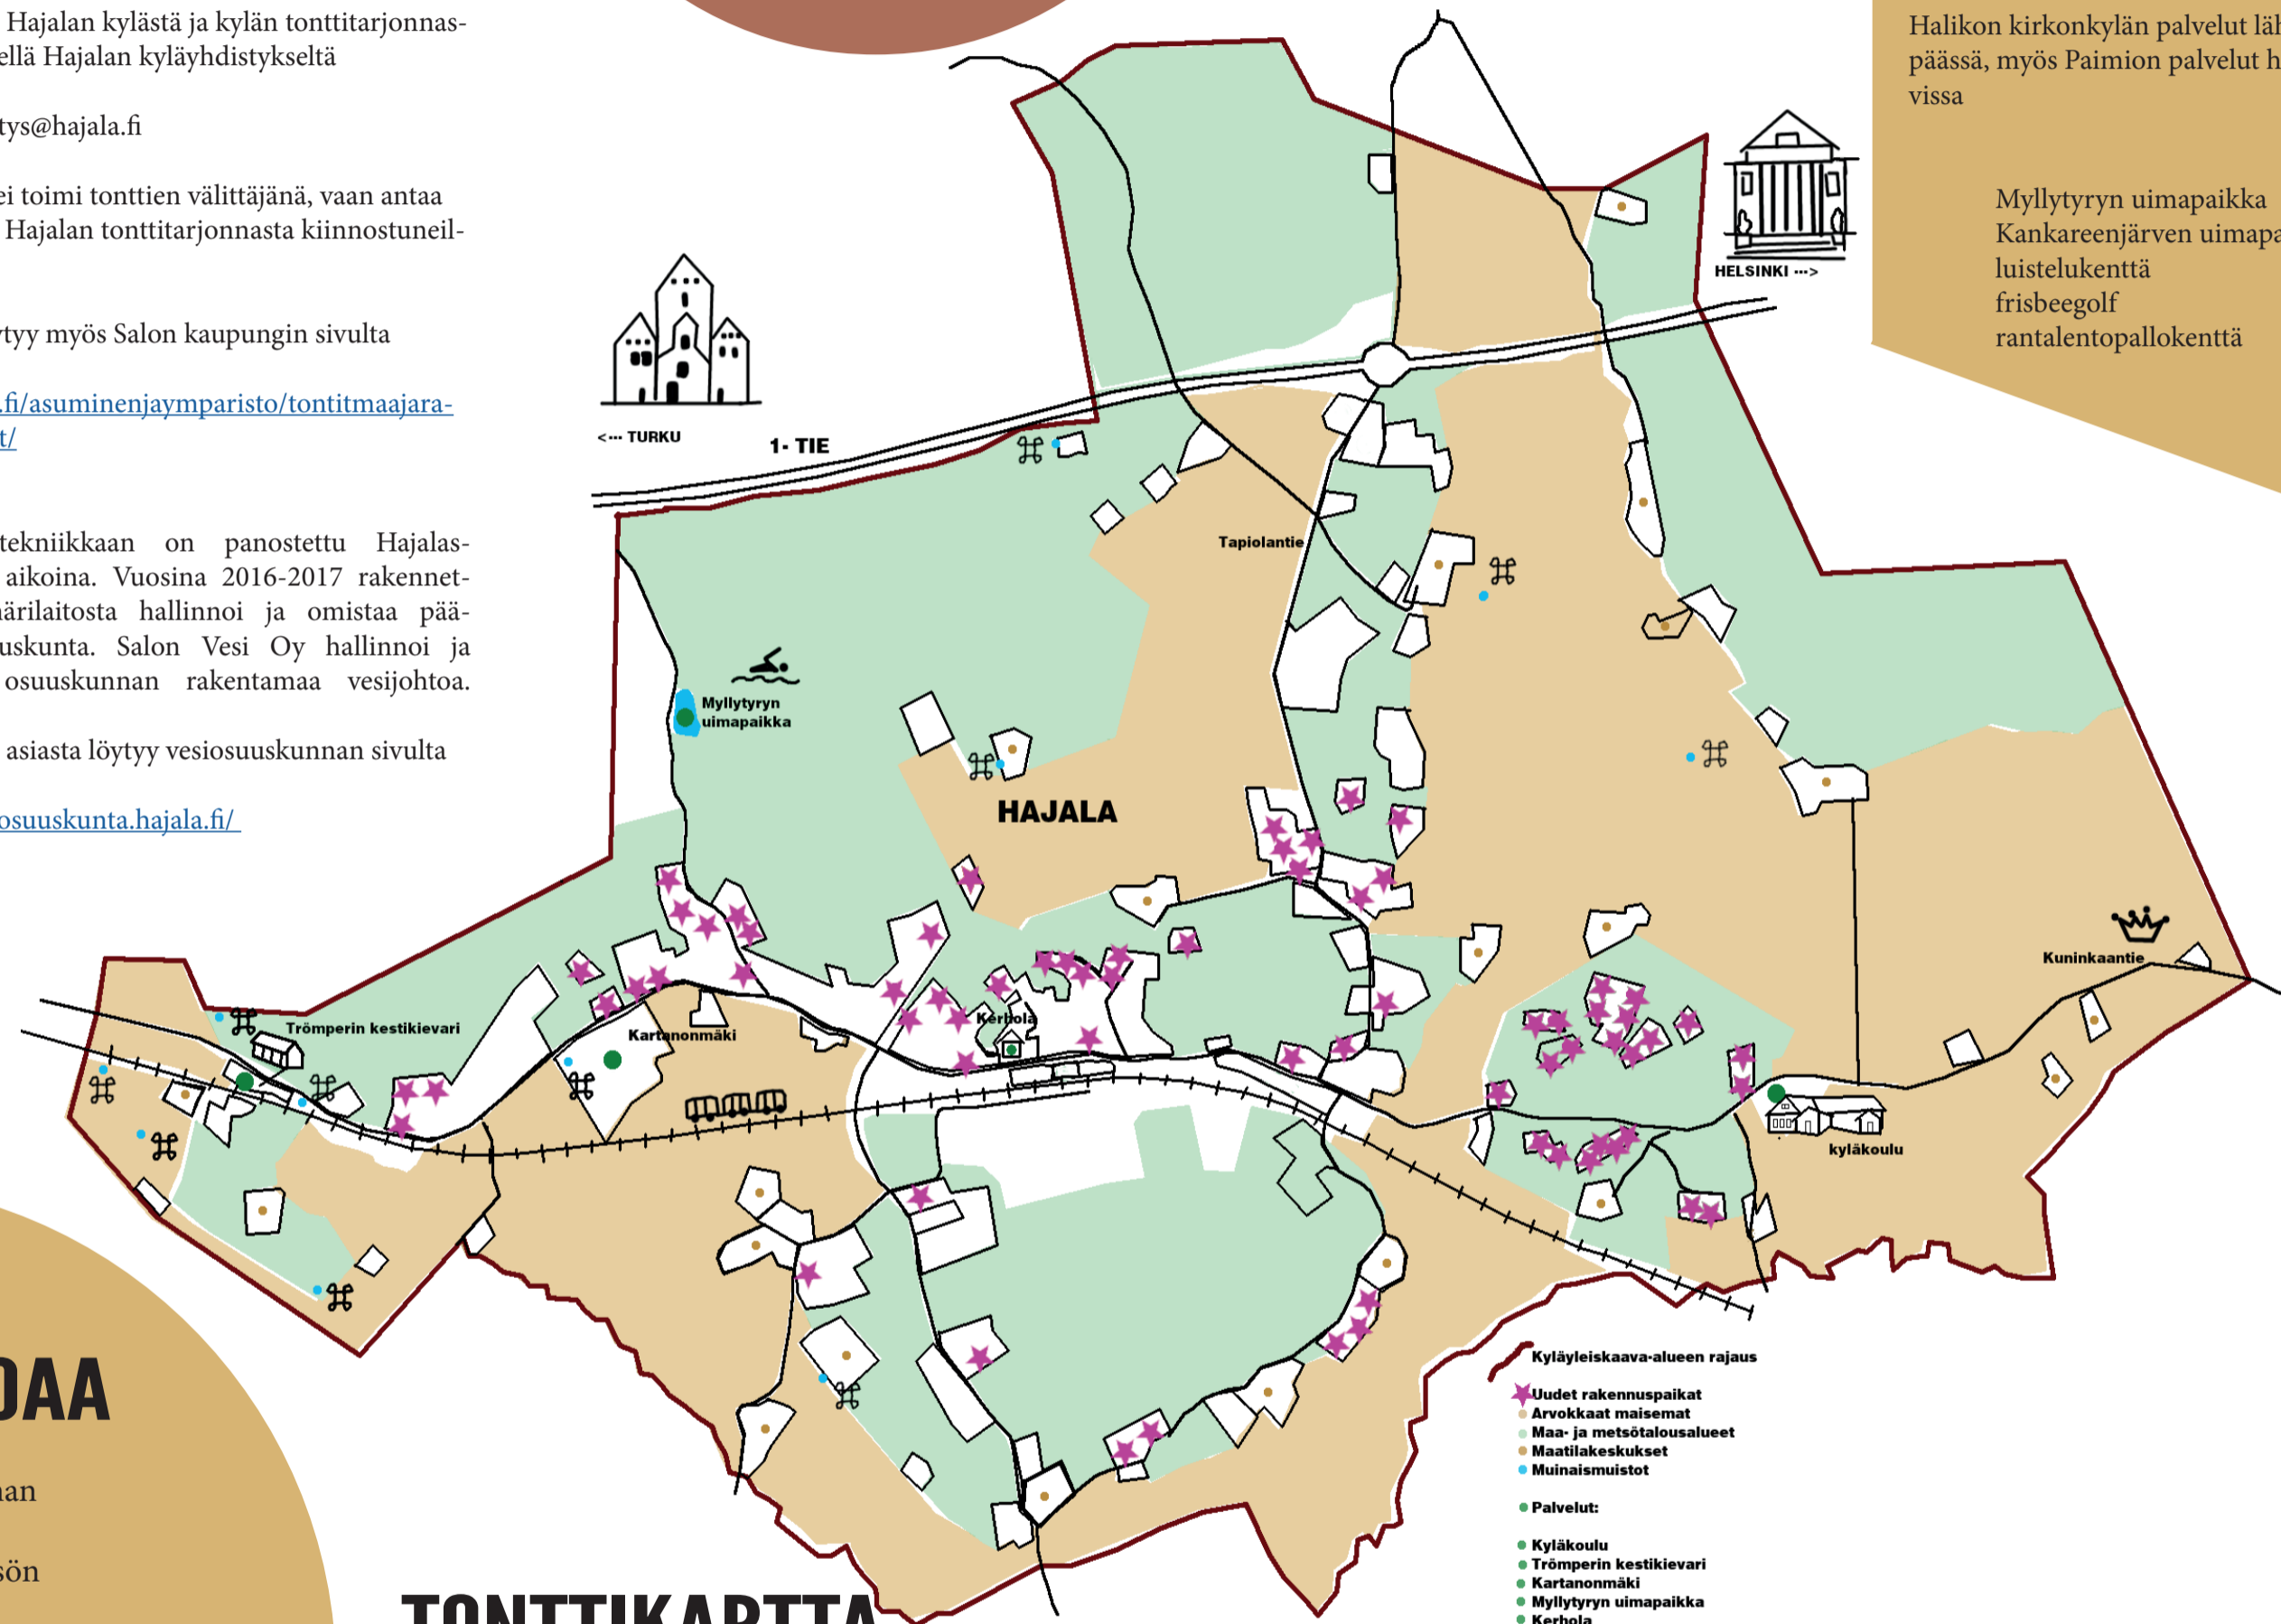 Hajalan kylästä ja kylän tonttitarjonnas-
ellä Hajalan kyläyhdistykseltä
tys@hajala.fi
ei toimi tonttien välittäjänä, vaan antaa
Hajalan tonttitarjonnasta kiinnostuneil-
tyy myös Salon kaupungin sivulta
.fi/asuminenjaymparisto/tontitmaajara-
t/
tekniikkaan on panostettu Hajalas-
aikoina. Vuosina 2016-2017 rakennet-
ärilaitosta hallinnoi ja omistaa pää-
uskunta. Salon Vesi Oy hallinnoi ja
osuuskunnan rakentamaa vesijohtoa.
asiasta löytyy vesiosuuskunnan sivulta
osuuskunta.hajala.fi/
OAA
nan
sön
Halikon kirkonkylän palvelut läh
päässä, myös Paimion palvelut h
vissa
Myllytyryn uimapaikka
Kankareenjärven uimapa
luistelukenttä
frisbeegolf
rantalentopallokenttä
HELSINKI --->
<--- TURKU
1- TIE
Tapiolantie
Myllytyryn
uimapaikka
HAJALA
Kuninkaantie
Trömperin kestikievari
Kartanonmäki
Kerhola
kyläkoulu
Kyläyleiskaava-alueen rajaus
Uudet rakennuspaikat
Arvokkaat maisemat
Maa- ja metsötalousalueet
Maatilakeskukset
Muinaismuistot
Palvelut:
Kyläkoulu
Trömperin kestikievari
Kartanonmäki
Myllytyryn uimapaikka
Kerhola
TONTTIKARTTA